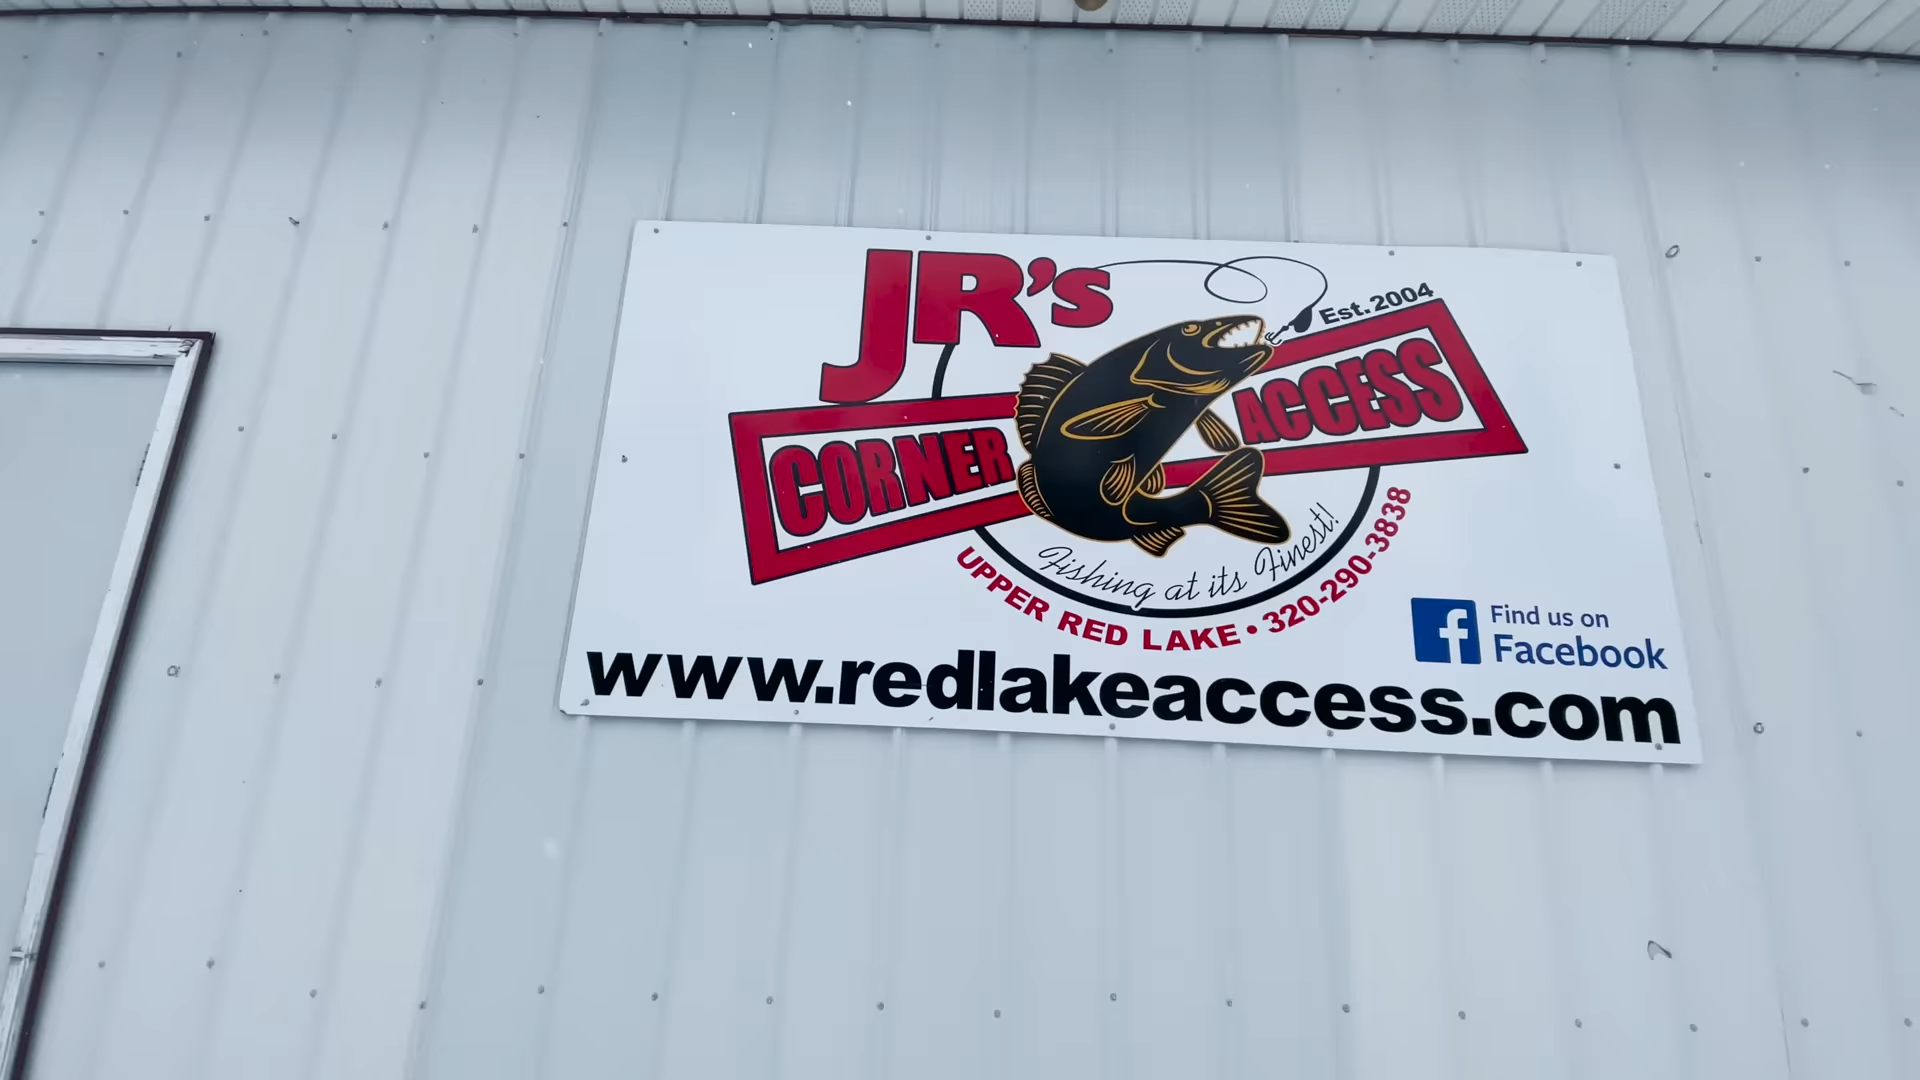 JR's
Est. 2004
CORNER ACCESS
Fishing at its Finest!
UPPER RED LAKE • 320-290-3838
f Find us on
Facebook
www.redlakeaccess.com